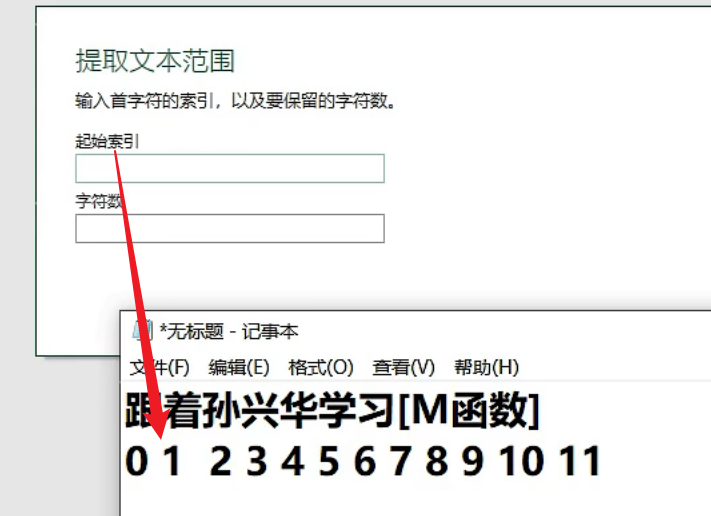 提取文本范围
输入首字符的索引，以及要保留的字符数。
起始索引
字符数
*无标题 - 记事本
文件(F) 编辑(E) 格式(O) 查看(V) 帮助(H)
跟着孙兴华学习[M函数]
0 1 2 3 4 5 6 7 8 9 10 11